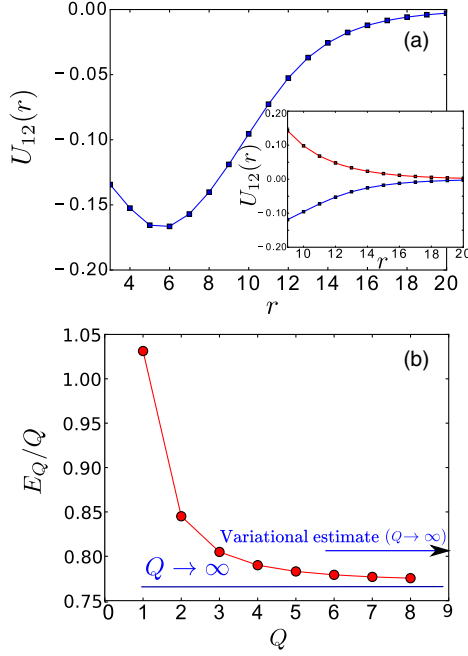 0.00
(a)
−0.05
−0.10
−0.15
−0.20
U₁₂(r)
4 6 8 10 12 14 16 18 20
r
0.20
0.10
0.00
−0.10
−0.20
U₁₂(r)
10 12 14 16 18 20
r
1.05
(b)
1.00
0.95
0.90
0.85
0.80
0.75
E_Q/Q
Variational estimate (Q → ∞)
Q → ∞
0 1 2 3 4 5 6 7 8 9
Q